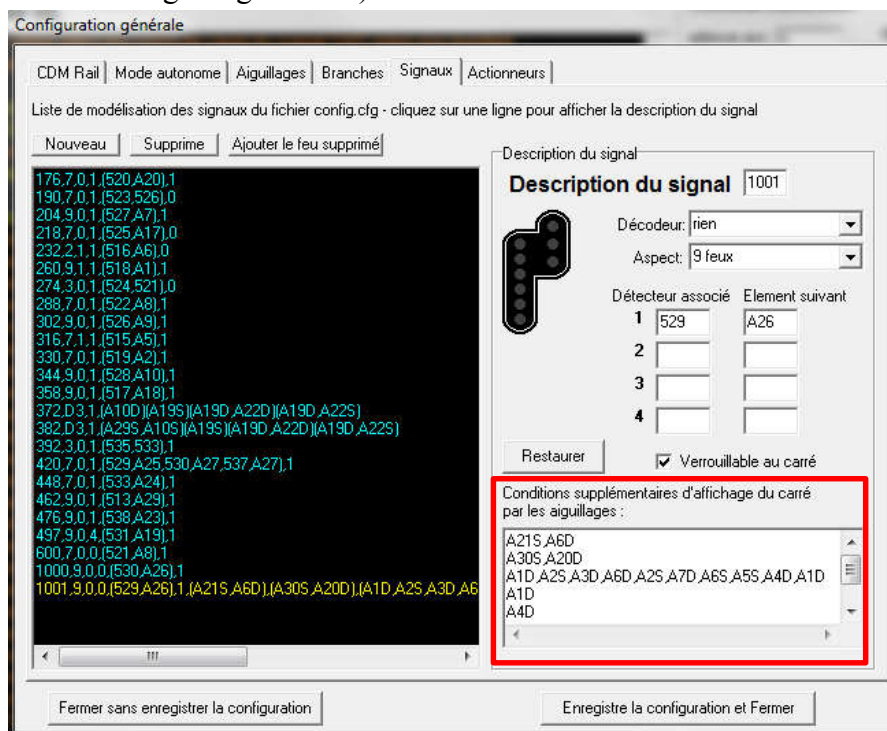 Configuration générale
CDM Rail Mode autonome Aiguillages Branches Signaux Actionneurs
Liste de modélisation des signaux du fichier config.cfg - cliquez sur une ligne pour afficher la description du signal
Nouveau Supprime Ajouter le feu supprimé
176,7,0,1,(520,A20),1
190,7,0,1,(523,526),0
204,9,0,1,(527,A7),1
218,7,0,1,(525,A17),0
232,2,1,1,(516,A6),0
260,9,1,1,(518,A1),1
274,3,0,1,(524,521),0
288,7,0,1,(522,A8),1
302,9,0,1,(526,A9),1
316,7,1,1,(515,A5),1
330,7,0,1,(519,A2),1
344,9,0,1,(528,A10),1
358,9,0,1,(517,A18),1
372,D3,1,(A10D)(A19S)(A19D,A22D)(A19D,A22S)
382,D3,1,(A29S,A10S)(A19S)(A19D,A22D)(A19D,A22S)
392,3,0,1,(535,533),1
420,7,0,1,(529,A25,530,A27,537,A27),1
448,7,0,1,(533,A24),1
462,9,0,1,(513,A29),1
476,9,0,1,(538,A23),1
497,9,0,4,(531,A19),1
600,7,0,0,(521,A8),1
1000,9,0,0,(530,A26),1
1001,9,0,0,(529,A26),1,(A21S,A6D),(A30S,A20D),(A1D,A2S,A3D,A6
Description du signal
Description du signal 1001
Décodeur: rien
Aspect: 9 feux
Détecteur associé Element suivant
1 529 A26
2
3
4
Restaurer Verrouillable au carré
Conditions supplémentaires d'affichage du carré
par les aiguillages :
A21S,A6D
A30S,A20D
A1D,A2S,A3D,A6D,A2S,A7D,A6S,A5S,A4D,A1D
A1D
A4D
Fermer sans enregistrer la configuration Enregistre la configuration et Fermer